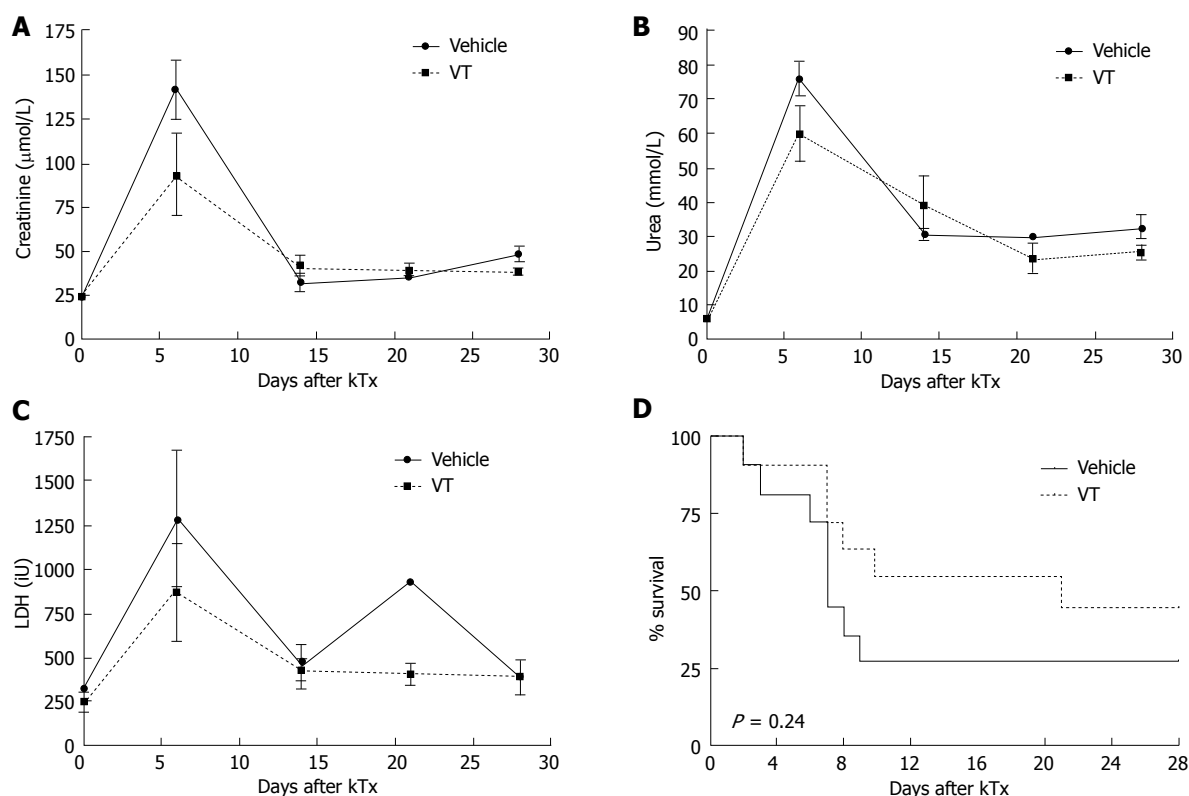 A
175
150
125
100
75
50
25
0
Creatinine (μmol/L)
Vehicle
VT
0 5 10 15 20 25 30
Days after kTx
B
90
80
70
60
50
40
30
20
10
0
Urea (mmol/L)
Vehicle
VT
0 5 10 15 20 25 30
Days after kTx
C
1750
1500
1250
1000
750
500
250
0
LDH (iU)
Vehicle
VT
0 5 10 15 20 25 30
Days after kTx
D
100
75
50
25
0
% survival
Vehicle
VT
P = 0.24
0 4 8 12 16 20 24 28
Days after kTx